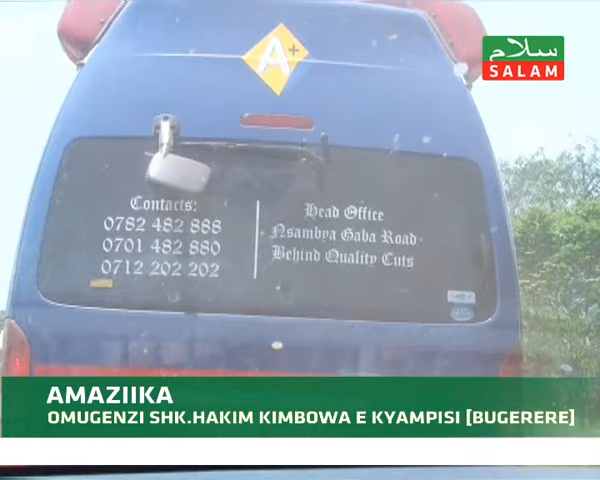 سلام
SALAM
A+
Contacts:
0782 482 888
0701 482 880
0712 202 202
Head Office
Nsambya Gaba Road
Behind Quality Cuts
AMAZIIKA
OMUGENZI SHK.HAKIM KIMBOWA E KYAMPISI [BUGERERE]